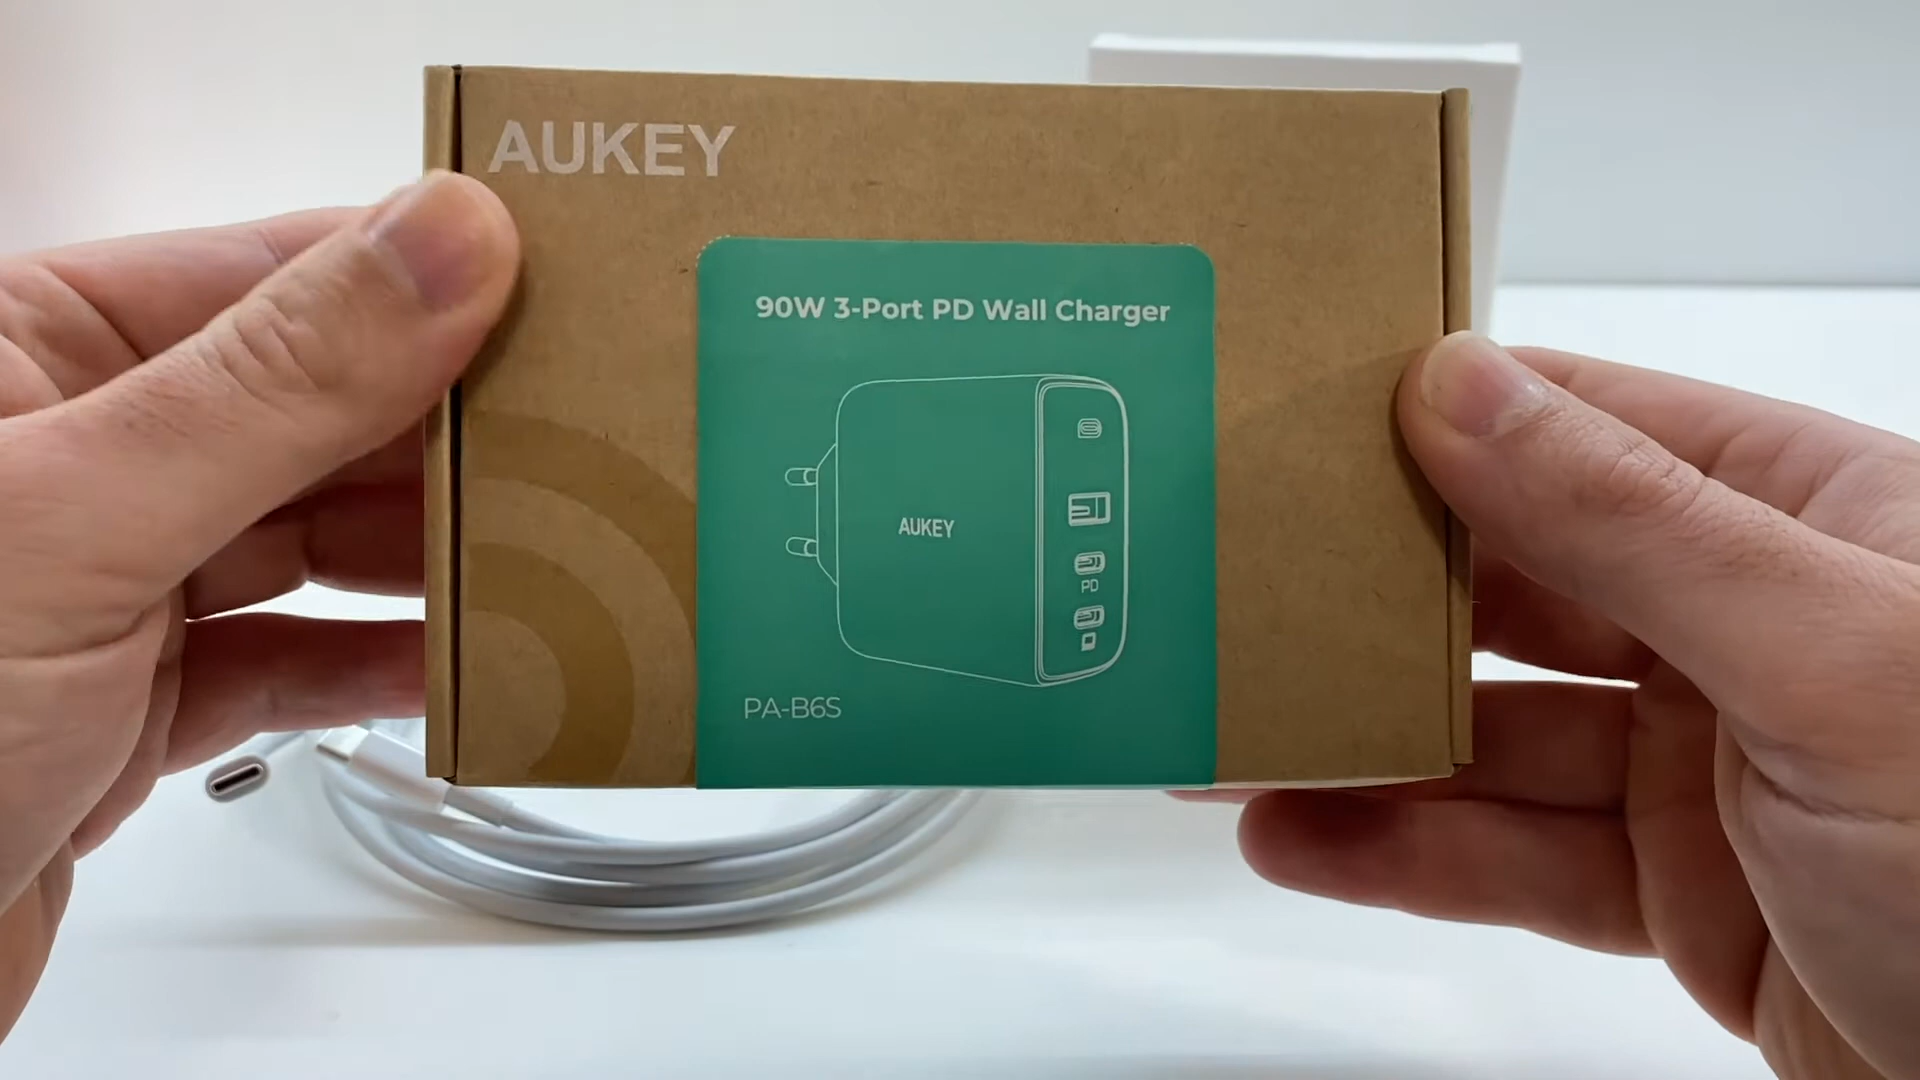 AUKEY
90W 3-Port PD Wall Charger
AUKEY
PD
PA-B6S